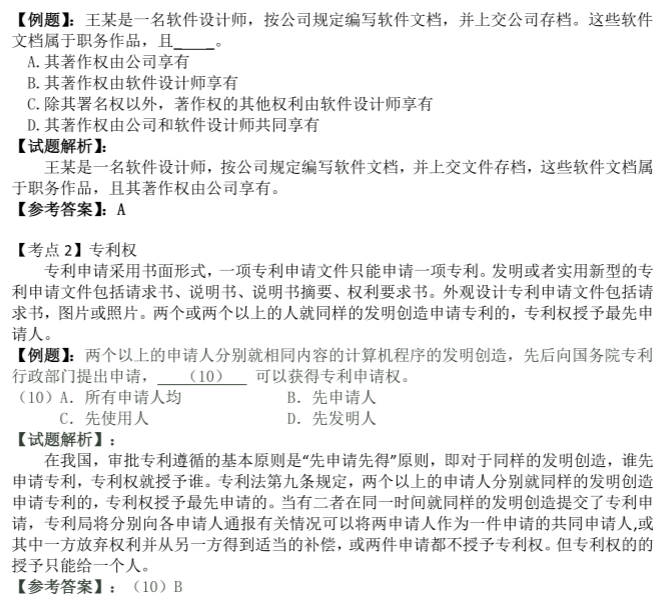 【例题】：王某是一名软件设计师，按公司规定编写软件文档，并上交公司存档。这些软件
文档属于职务作品，且____。
A.其著作权由公司享有
B.其著作权由软件设计师享有
C.除其署名权以外，著作权的其他权利由软件设计师享有
D.其著作权由公司和软件设计师共同享有
【试题解析】：
王某是一名软件设计师，按公司规定编写软件文档，并上交文件存档，这些软件文档属
于职务作品，且其著作权由公司享有。
【参考答案】：A
【考点 2】专利权
专利申请采用书面形式，一项专利申请文件只能申请一项专利。发明或者实用新型的专
利申请文件包括请求书、说明书、说明书摘要、权利要求书。外观设计专利申请文件包括请
求书，图片或照片。两个或两个以上的人就同样的发明创造申请专利的，专利权授予最先申
请人。
【例题】：两个以上的申请人分别就相同内容的计算机程序的发明创造，先后向国务院专利
行政部门提出申请，__（10）__ 可以获得专利申请权。
（10）A. 所有申请人均 B. 先申请人
C. 先使用人 D. 先发明人
【试题解析】：
在我国，审批专利遵循的基本原则是“先申请先得”原则，即对于同样的发明创造，谁先
申请专利，专利权就授予谁。专利法第九条规定，两个以上的申请人分别就同样的发明创造
申请专利的，专利权授予最先申请的。当有二者在同一时间就同样的发明创造提交了专利申
请，专利局将分别向各申请人通报有关情况可以将两申请人作为一件申请的共同申请人,或
其中一方放弃权利并从另一方得到适当的补偿，或两件申请都不授予专利权。但专利权的的
授予只能给一个人。
【参考答案】：（10）B